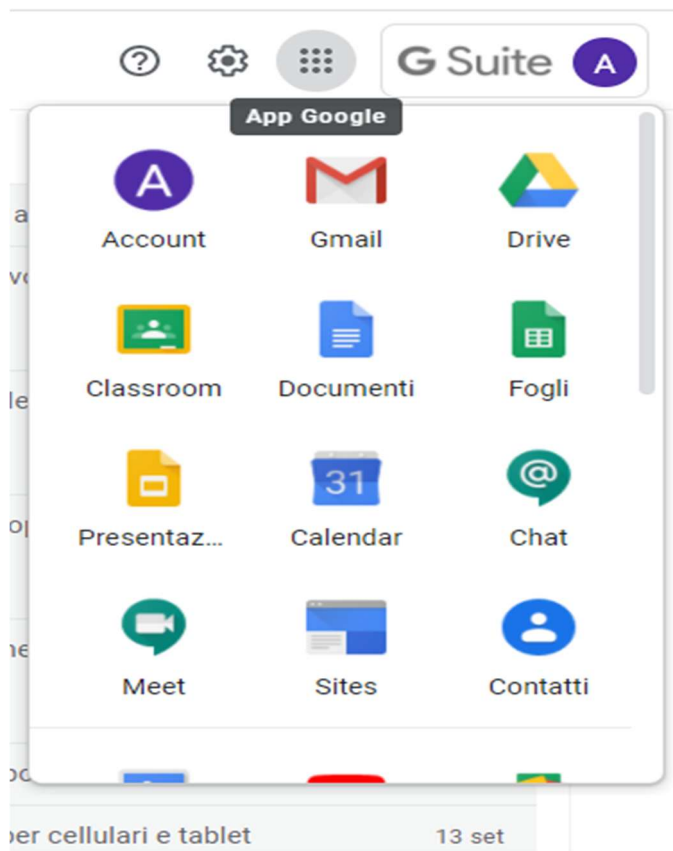 G Suite A
App Google
A
Account Gmail Drive
Classroom Documenti Fogli
31
Presentaz... Calendar Chat
Meet Sites Contatti
per cellulari e tablet 13 set